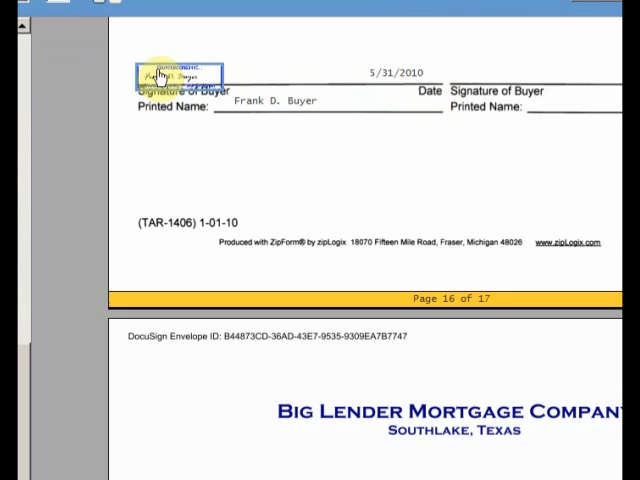 5/31/2010
Signature of Buyer Date Signature of Buyer
Printed Name: Frank D. Buyer Printed Name:
(TAR-1406) 1-01-10
Produced with ZipForm® by zipLogix 18070 Fifteen Mile Road, Fraser, Michigan 48026 www.zipLogix.com
Page 16 of 17
DocuSign Envelope ID: B44873CD-36AD-43E7-9535-9309EA7B7747
BIG LENDER MORTGAGE COMPAN
SOUTHLAKE, TEXAS